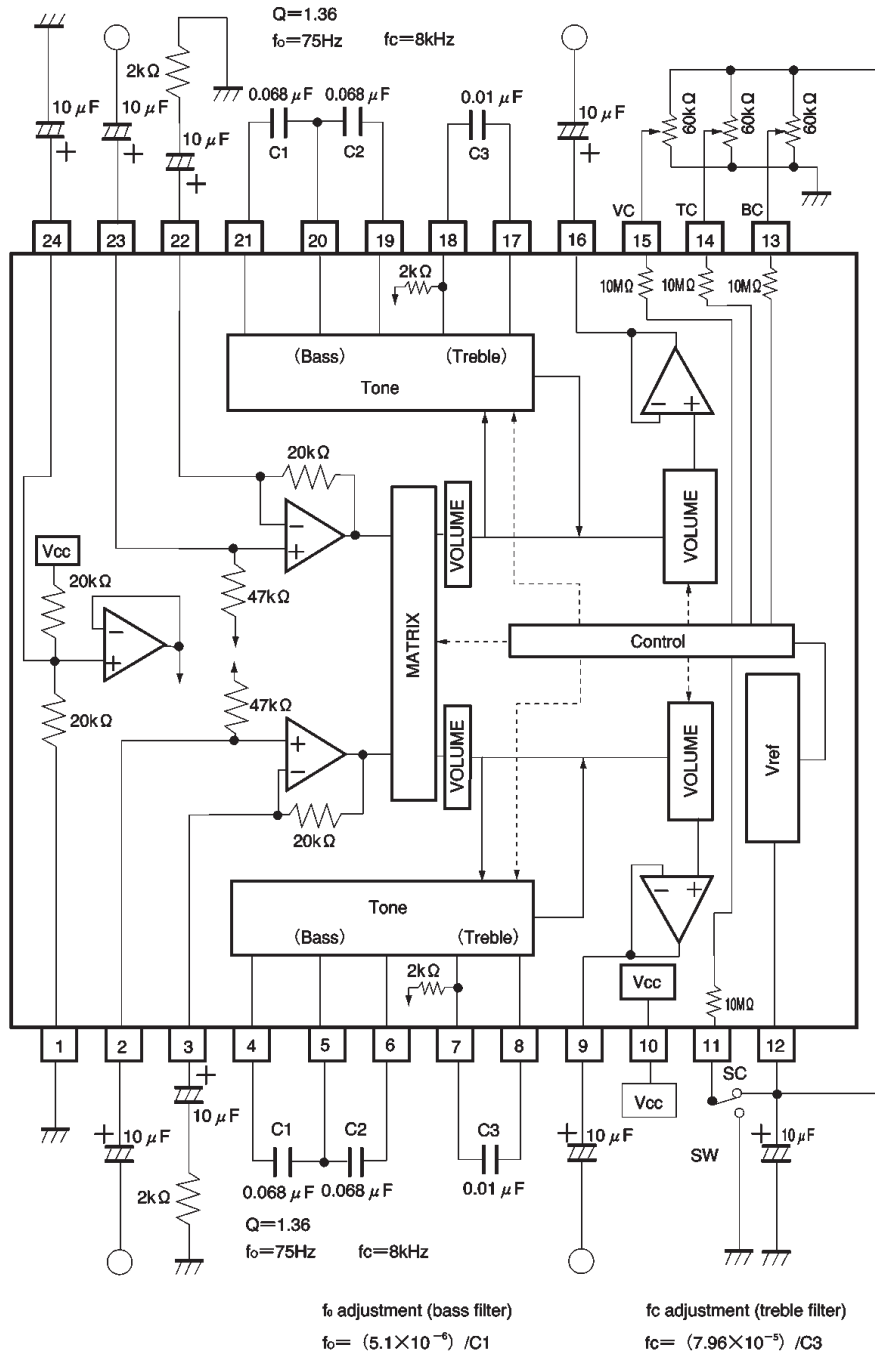 Q=1.36
fo=75Hz fc=8kHz
2kΩ
0.068 μF 0.068 μF 0.01 μF
10 μF 10 μF 10 μF 10 μF
60kΩ 60kΩ 60kΩ
C1 C2 C3
+ + + +
VC TC BC
24 23 22 21 20 19 18 17 16 15 14 13
2kΩ 10MΩ 10MΩ 10MΩ
(Bass) (Treble)
Tone
− +
20kΩ
VOLUME VOLUME
−
+
Vcc
20kΩ 47kΩ
MATRIX
Control
−
+
20kΩ 47kΩ
+
−
VOLUME VOLUME
Vref
20kΩ
− +
Tone
(Bass) (Treble)
2kΩ Vcc 10MΩ
1 2 3 4 5 6 7 8 9 10 11 12
+ SC
10 μF Vcc
+ 10 μF C1 C2 C3 + 10 μF + 10 μF
SW
2kΩ 0.068 μF 0.068 μF 0.01 μF
Q=1.36
fo=75Hz fc=8kHz
f₀ adjustment (bass filter) fc adjustment (treble filter)
fo= (5.1×10⁻⁶) /C1 fc= (7.96×10⁻⁵) /C3